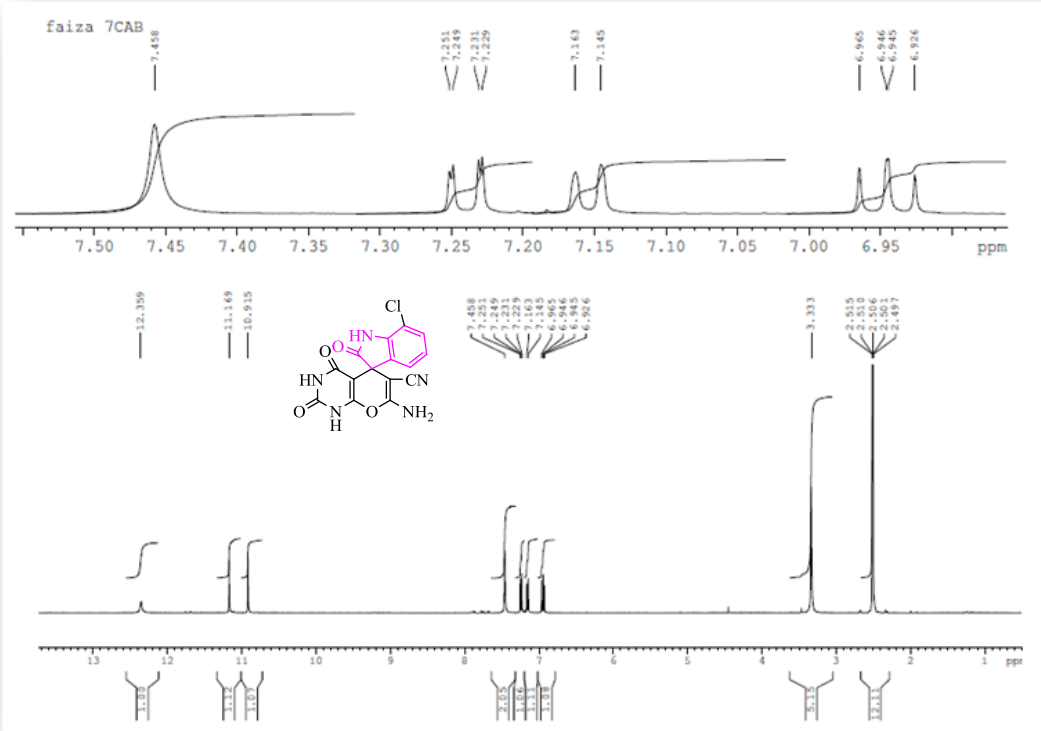 faiza 7CAB
7.458
7.251
7.249
7.231
7.229
7.163
7.145
6.965
6.946
6.945
6.926
7.50 7.45 7.40 7.35 7.30 7.25 7.20 7.15 7.10 7.05 7.00 6.95 ppm
12.359
11.169
10.915
7.458
7.251
7.249
7.231
7.229
7.163
7.145
6.965
6.946
6.945
6.926
3.333
2.515
2.510
2.506
2.501
2.497
Cl
HN
O
O
HN
CN
O
N
H
O
NH2
13 12 11 10 9 8 7 6 5 4 3 2 1 ppm
1.00
1.12
1.07
2.05
1.06
1.11
1.08
5.15
12.11